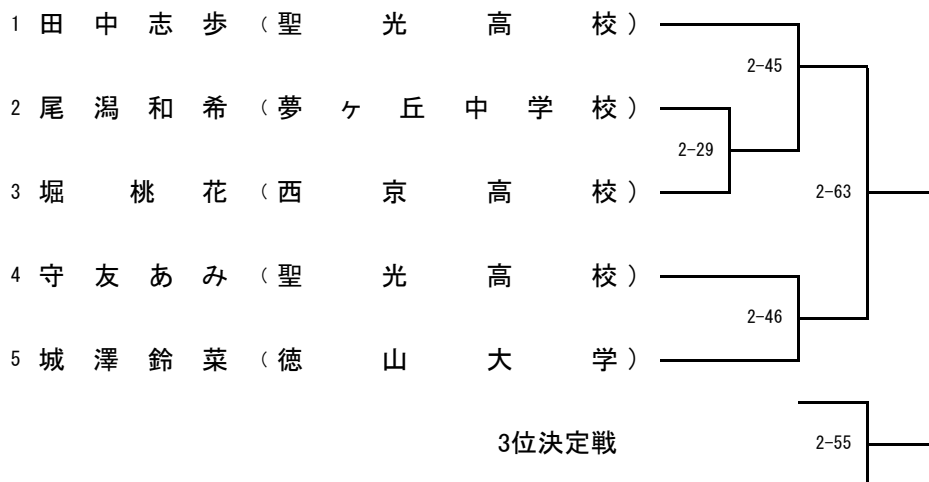 1 田中志歩（聖光高校）
2-45
2 尾潟和希（夢ヶ丘中学校）
2-29
3 堀桃花（西京高校）
2-63
4 守友あみ（聖光高校）
2-46
5 城澤鈴菜（徳山大学）
3位決定戦
2-55